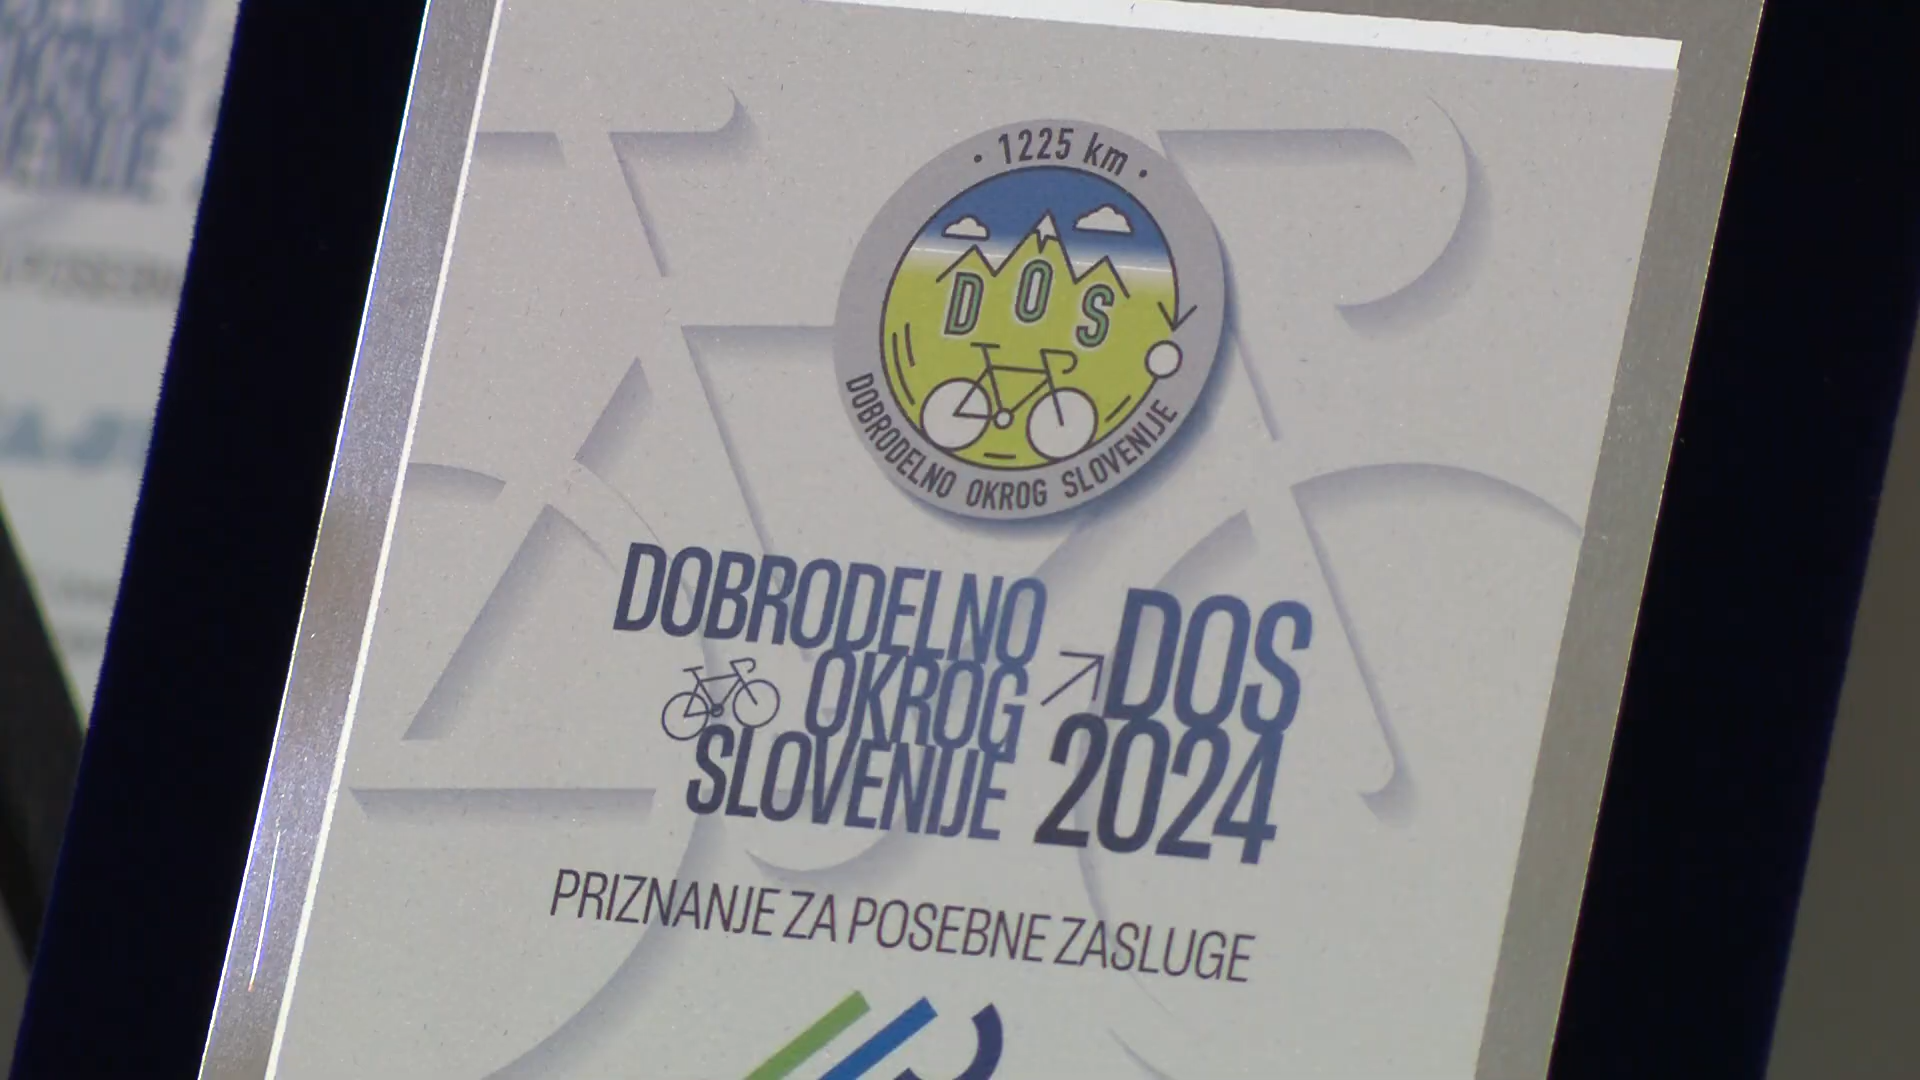 · 1225 km ·
DOS
DOBRODELNO OKROG SLOVENIJE
DOBRODELNO
OKROG
SLOVENIJE
DOS
2024
PRIZNANJE ZA POSEBNE ZASLUGE